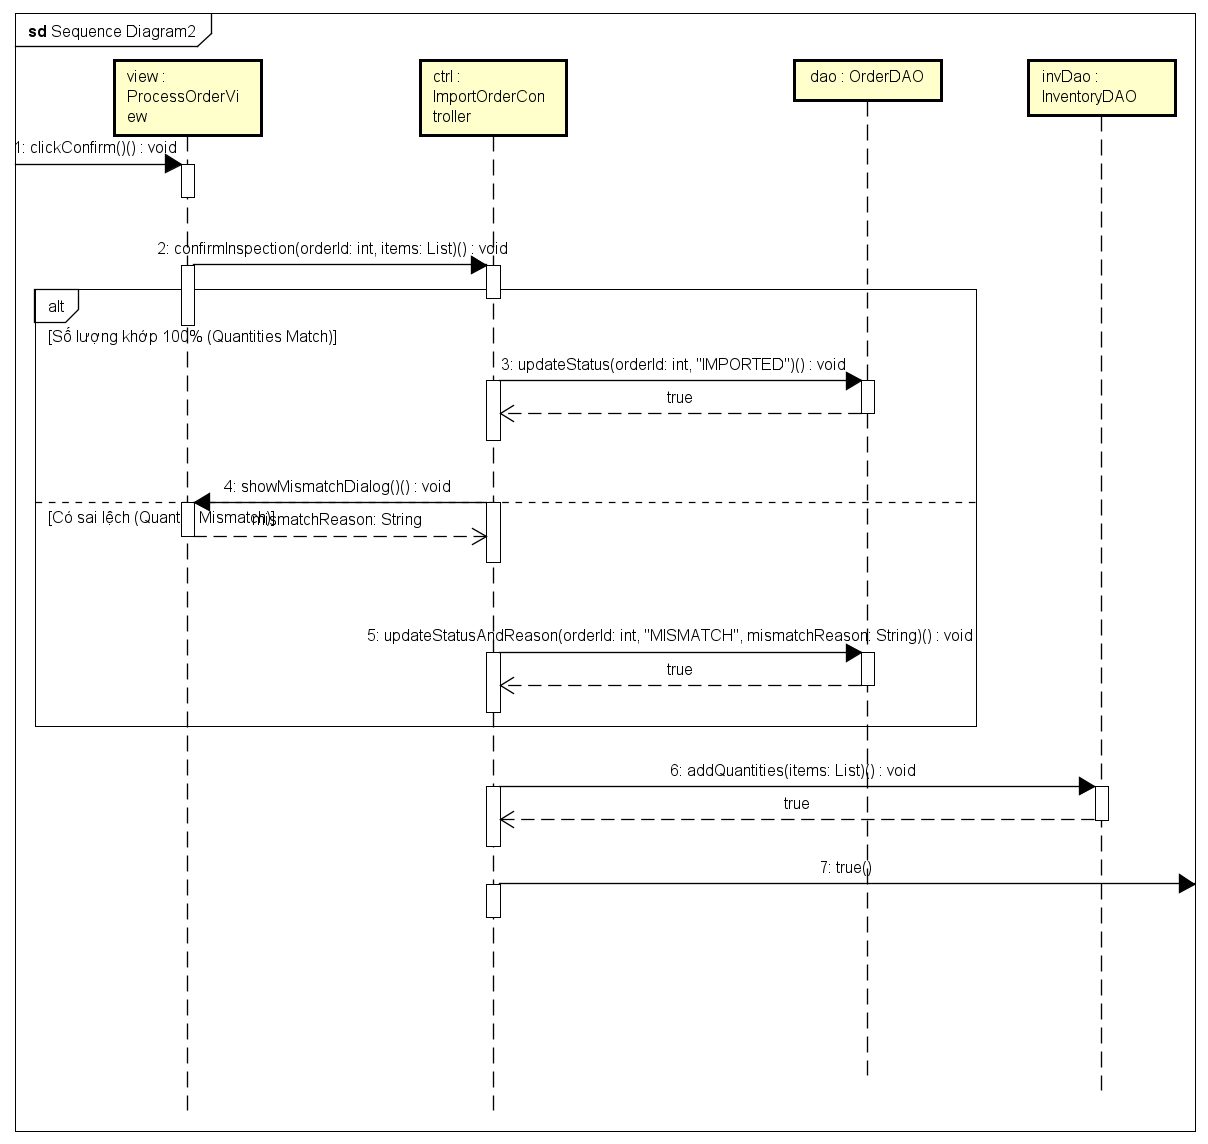 sd Sequence Diagram2
view :
ProcessOrderVi
ew
ctrl :
ImportOrderCon
troller
dao : OrderDAO
invDao :
InventoryDAO
1: clickConfirm()() : void
2: confirmInspection(orderId: int, items: List)() : void
alt
[Số lượng khớp 100% (Quantities Match)]
3: updateStatus(orderId: int, "IMPORTED")() : void
true
4: showMismatchDialog()() : void
[Có sai lệch (Quant Mismatch)]
mismatchReason: String
5: updateStatusAndReason(orderId: int, "MISMATCH", mismatchReason: String)() : void
true
6: addQuantities(items: List)() : void
true
7: true()